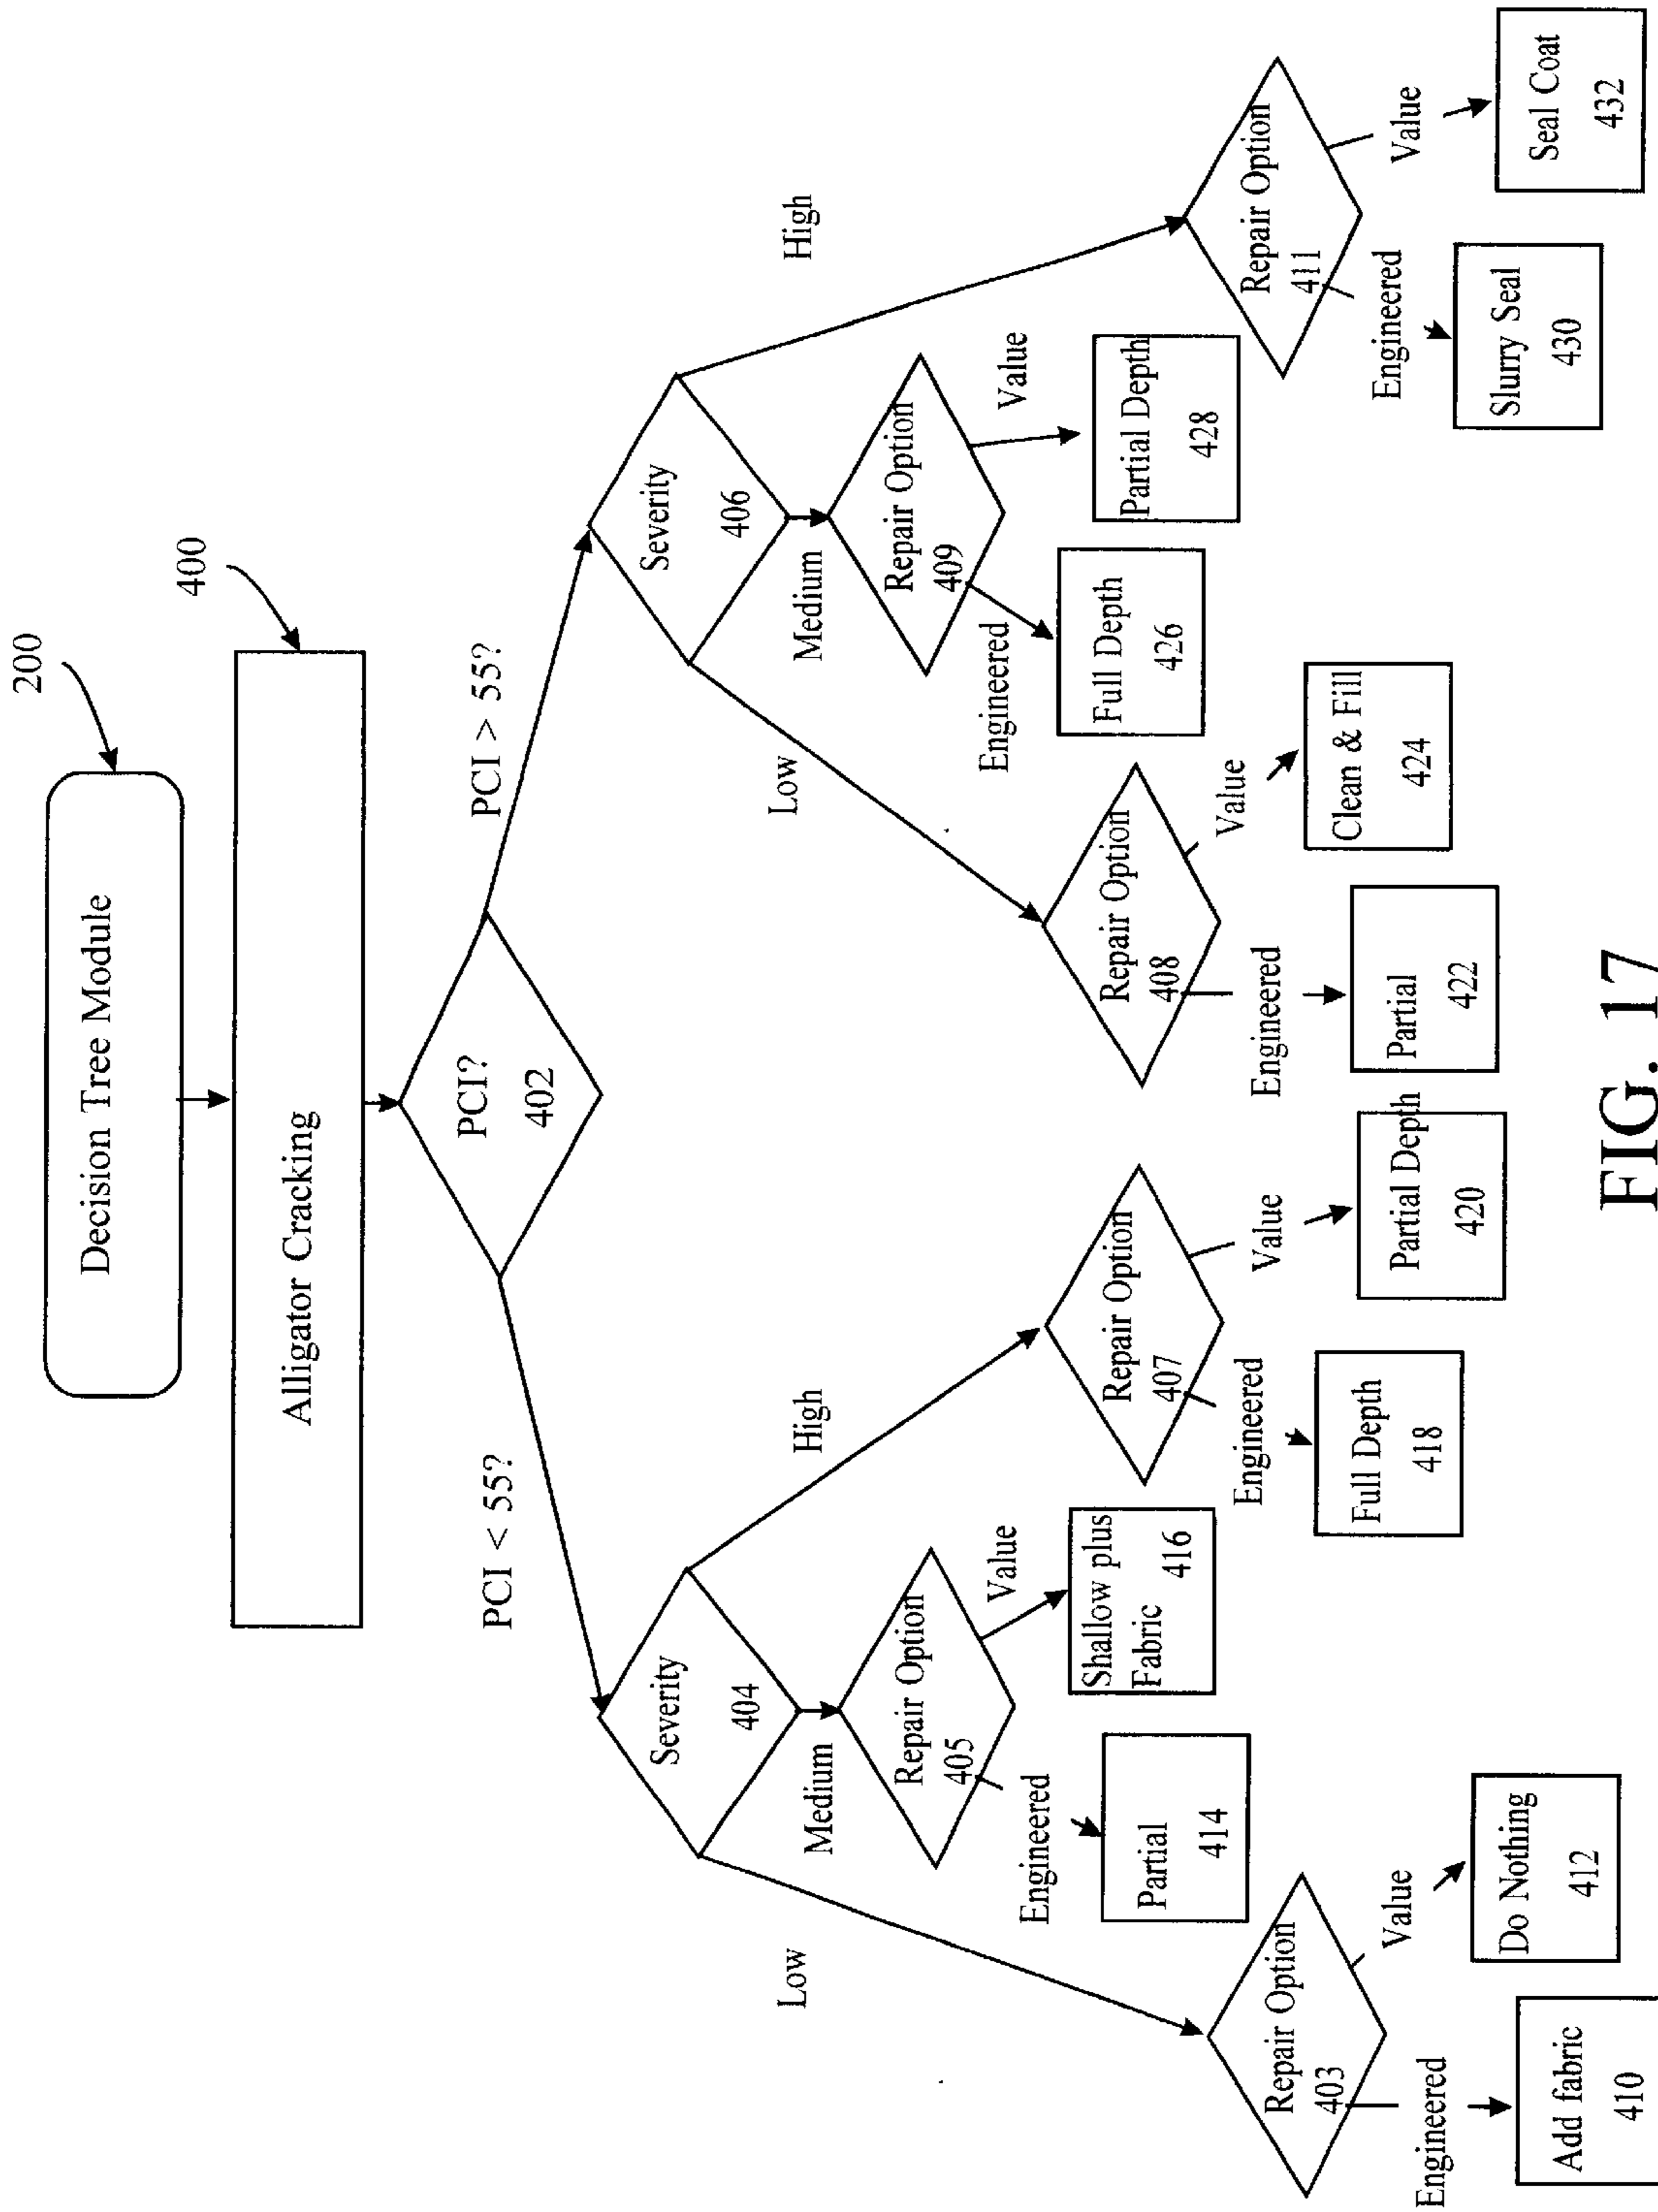 200
Decision Tree Module
400
Alligator Cracking
PCI?
402
PCI < 55?
PCI > 55?
Severity
404
Severity
406
Low
Medium
High
Low
Medium
High
Repair Option
403
Engineered
Value
Add fabric
410
Do Nothing
412
Repair Option
405
Engineered
Value
Partial
414
Shallow plus
Fabric
416
Repair Option
407
Engineered
Value
Full Depth
418
Partial Depth
420
Repair Option
408
Engineered
Value
Partial
422
Clean & Fill
424
Repair Option
409
Engineered
Value
Full Depth
426
Partial Depth
428
Repair Option
411
Engineered
Value
Slurry Seal
430
Seal Coat
432
FIG. 17